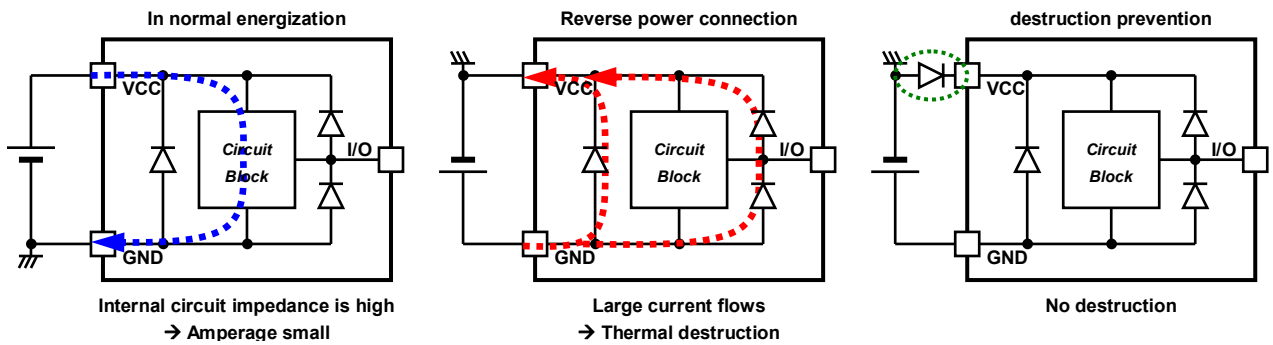 In normal energization
VCC
Circuit
Block
I/O
GND
Internal circuit impedance is high
→ Amperage small
Reverse power connection
VCC
Circuit
Block
I/O
GND
Large current flows
→ Thermal destruction
destruction prevention
VCC
Circuit
Block
I/O
GND
No destruction